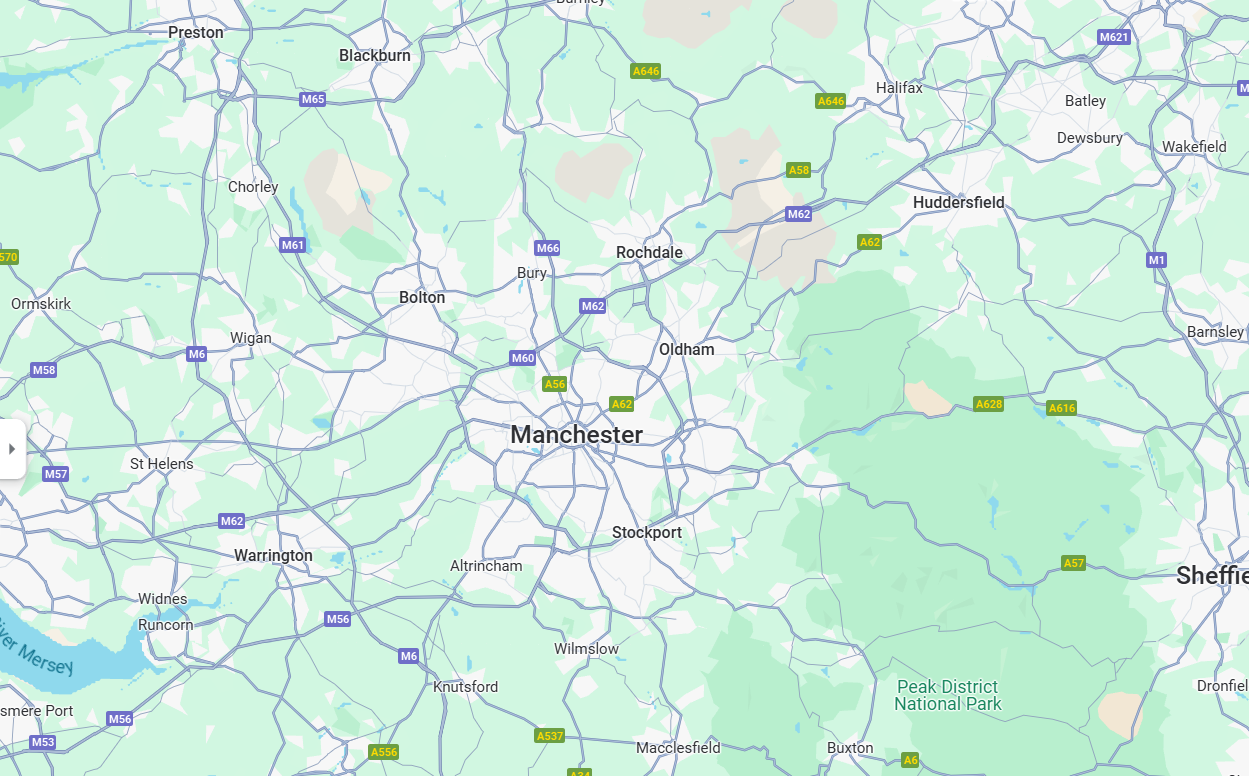 Burnley
Preston
M621
Blackburn
A646
Halifax
M65
A646
Batley
Dewsbury
Wakefield
A58
Chorley
Huddersfield
M62
M61
A62
M66
Rochdale
570
M1
Bury
Bolton
Ormskirk
M62
Barnsley
Wigan
Oldham
M6
M60
M58
A56
A62
A628
A616
Manchester
St Helens
M57
M62
Stockport
Warrington
Altrincham
A57
Sheffie
Widnes
Runcorn
M56
River Mersey
Wilmslow
M6
Knutsford
Peak District
National Park
Dronfiel
smere Port
M56
M53
A537
A556
Macclesfield
Buxton
A6
A34